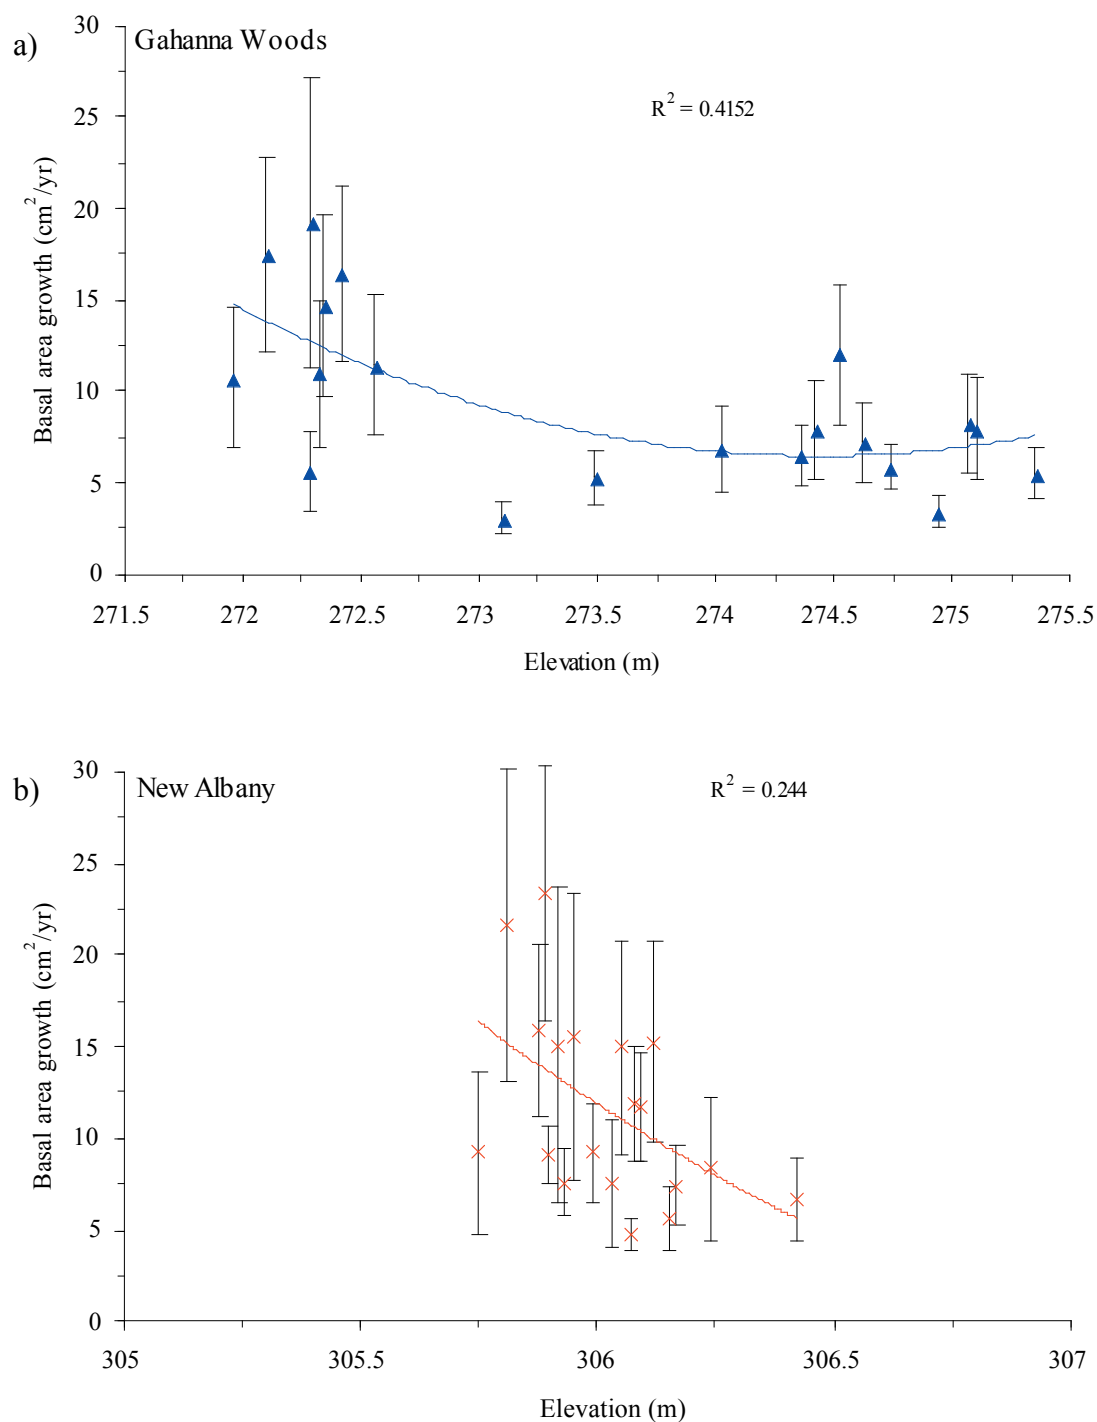 a)
Gahanna Woods
R² = 0.4152
Basal area growth (cm²/yr)
30
25
20
15
10
5
0
271.5 272 272.5 273 273.5 274 274.5 275 275.5
Elevation (m)
b)
New Albany
R² = 0.244
Basal area growth (cm²/yr)
30
25
20
15
10
5
0
305 305.5 306 306.5 307
Elevation (m)